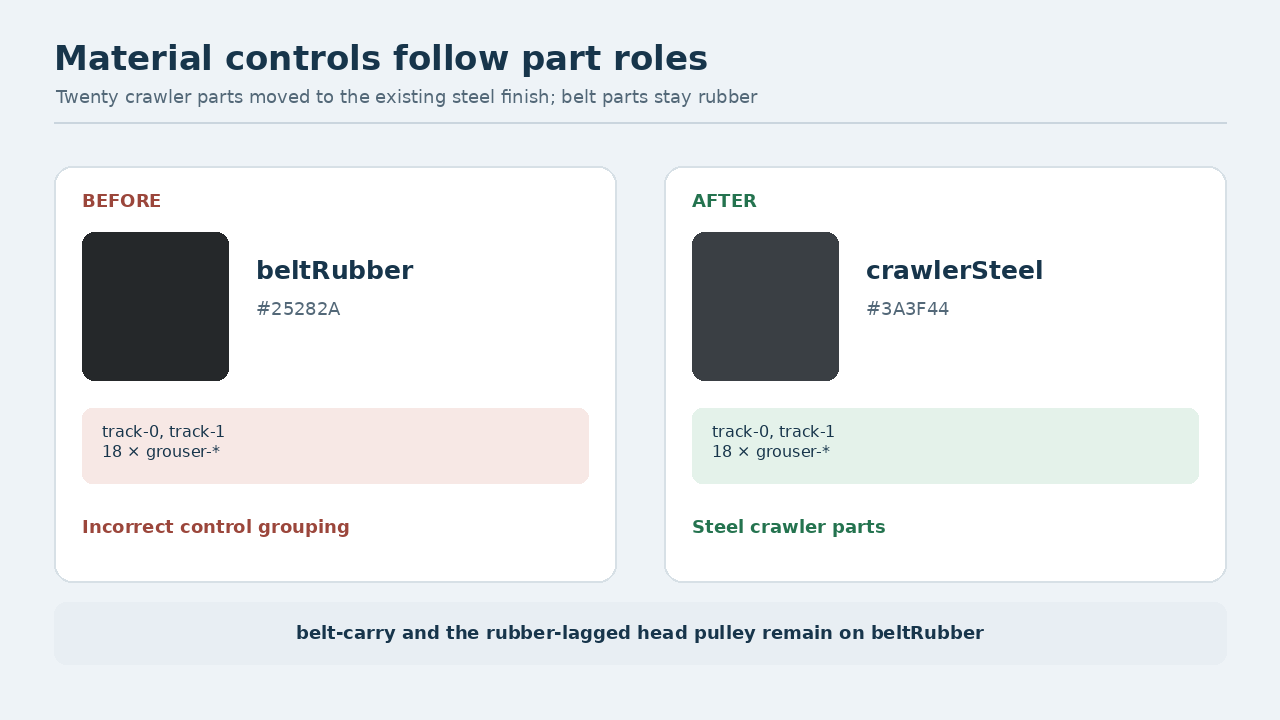 Material controls follow part roles
Twenty crawler parts moved to the existing steel finish; belt parts stay rubber
BEFORE
beltRubber
#25282A
track-0, track-1
18 × grouser-*
Incorrect control grouping
AFTER
crawlerSteel
#3A3F44
track-0, track-1
18 × grouser-*
Steel crawler parts
belt-carry and the rubber-lagged head pulley remain on beltRubber